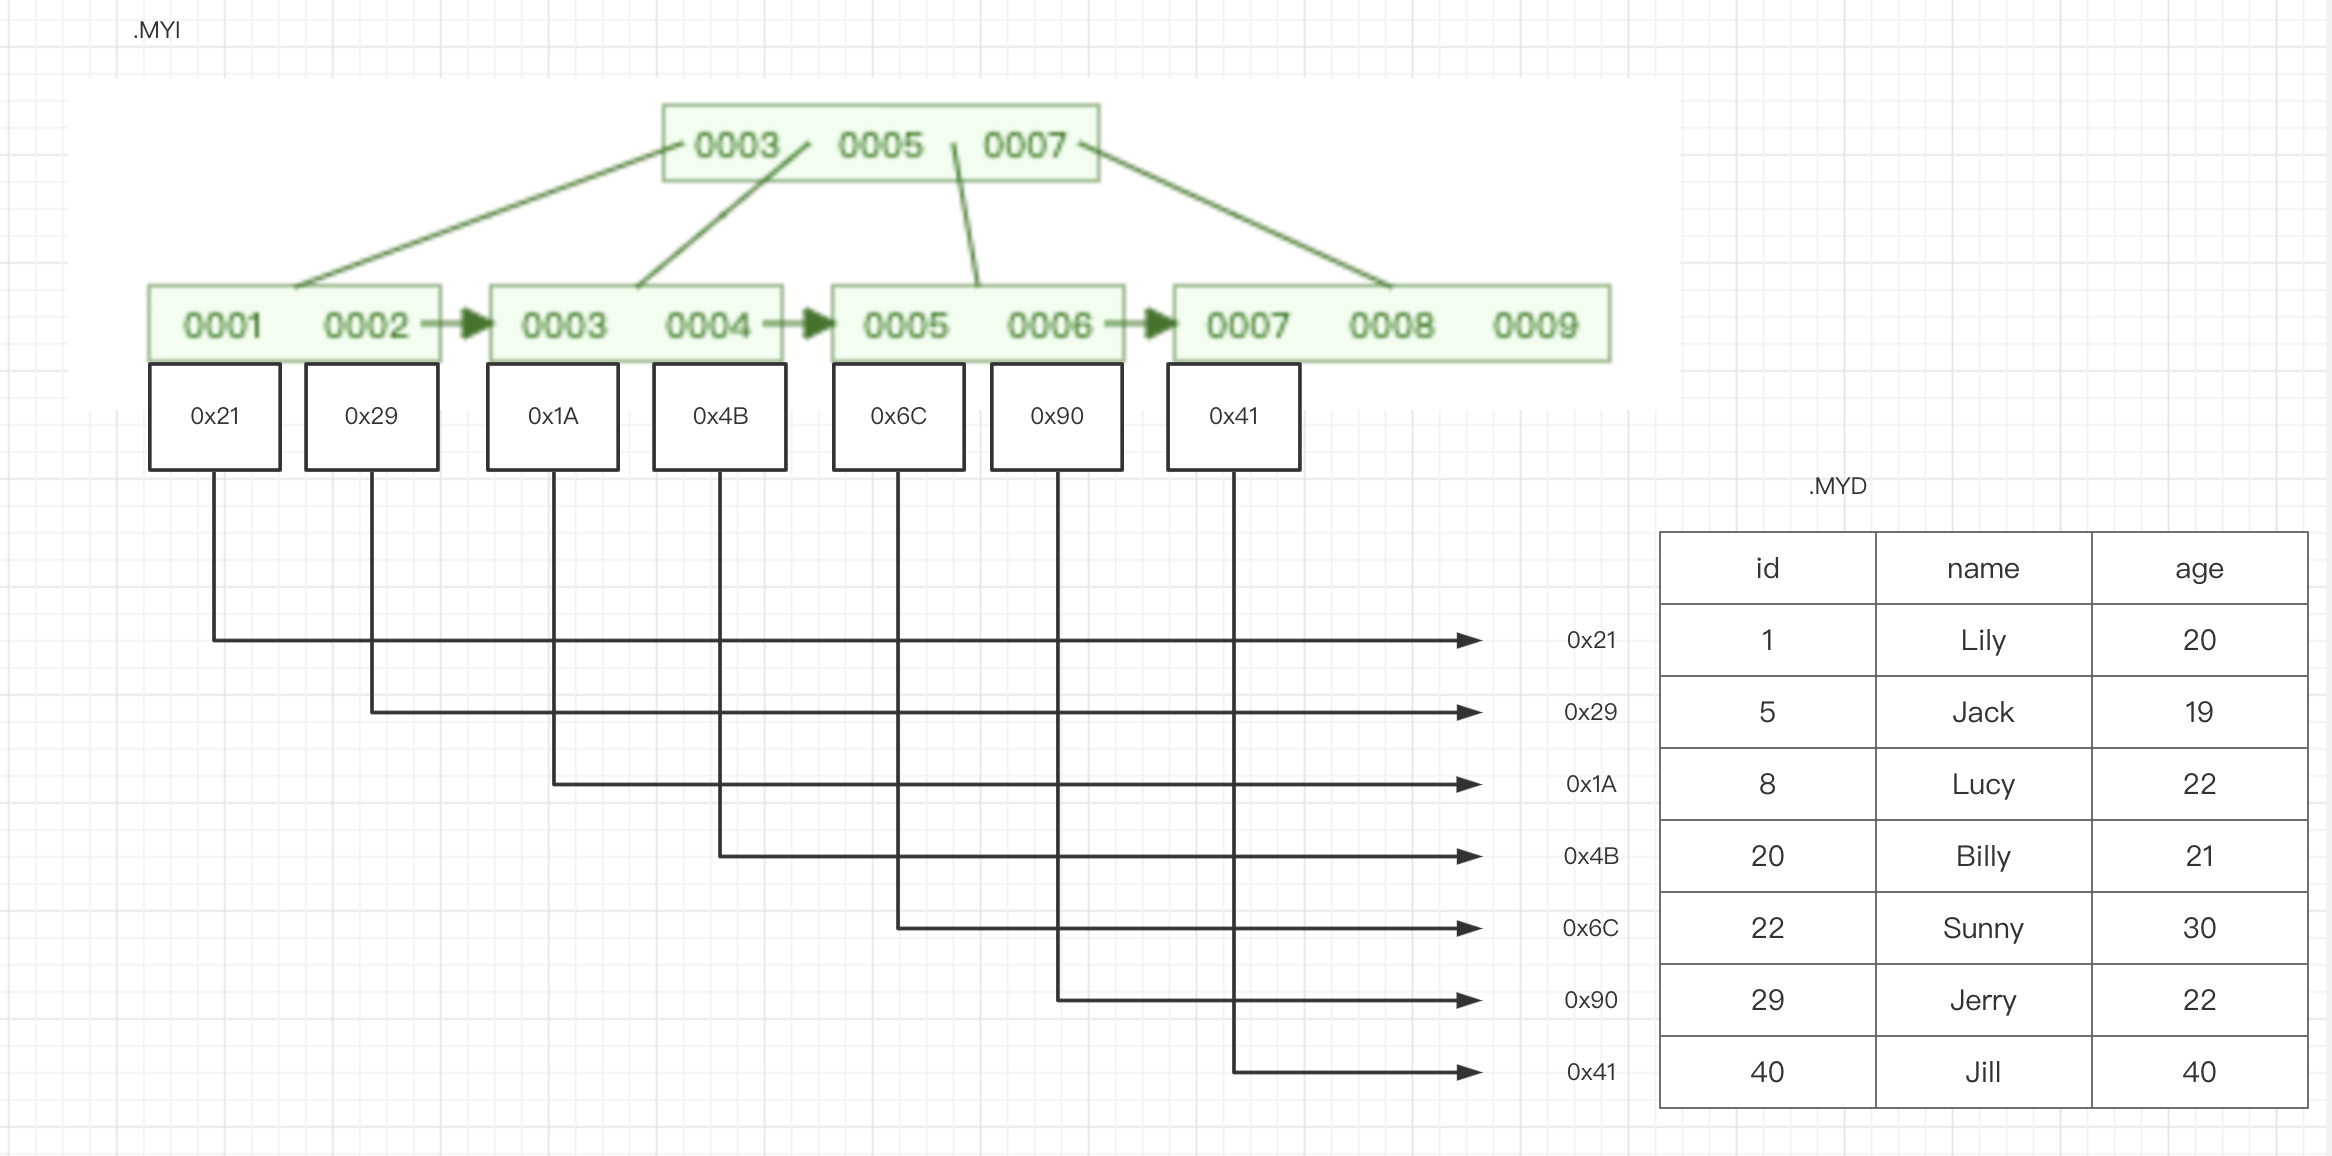 .MYI
0003 0005 0007
0001 0002 0003 0004 0005 0006 0007 0008 0009
0x21 0x29 0x1A 0x4B 0x6C 0x90 0x41
.MYD
id name age
0x21 1 Lily 20
0x29 5 Jack 19
0x1A 8 Lucy 22
0x4B 20 Billy 21
0x6C 22 Sunny 30
0x90 29 Jerry 22
0x41 40 Jill 40